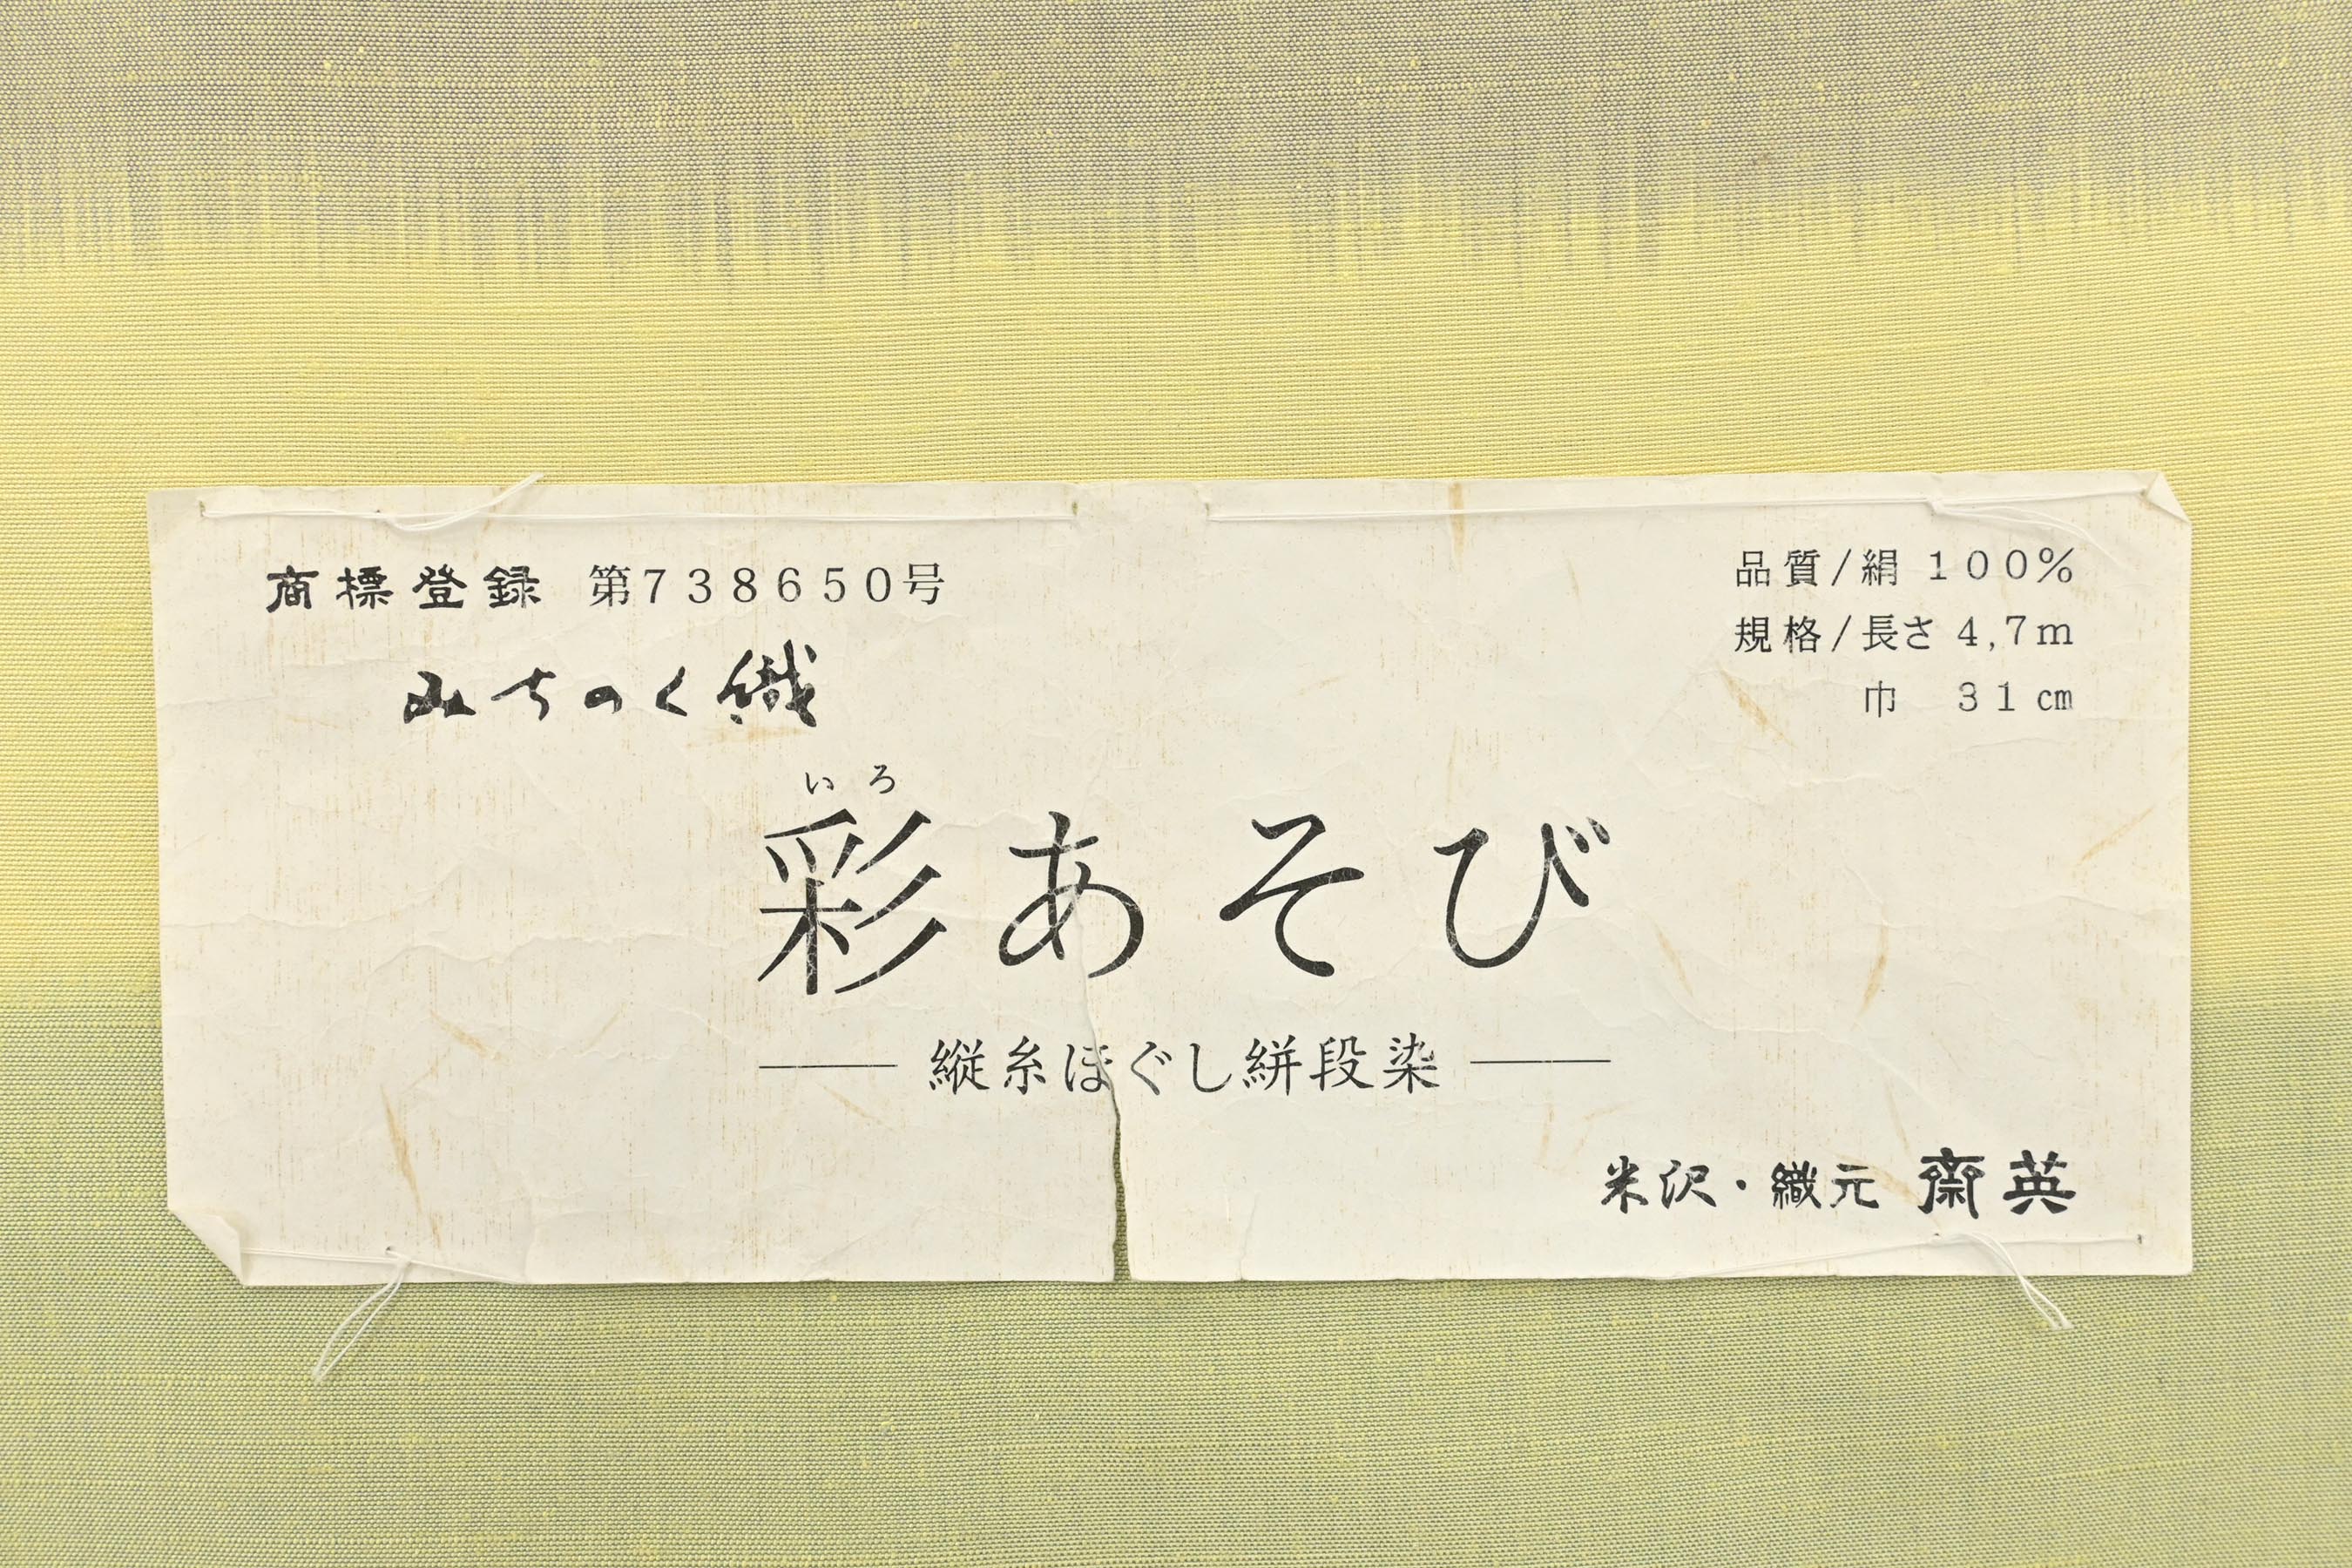 商標登録 第738650号
みちのく織
品質/絹 100%
規格/長さ 4,7m
巾 31㎝
いろ
彩あそび
縦糸ほぐし絣段染
米沢・織元 齋英